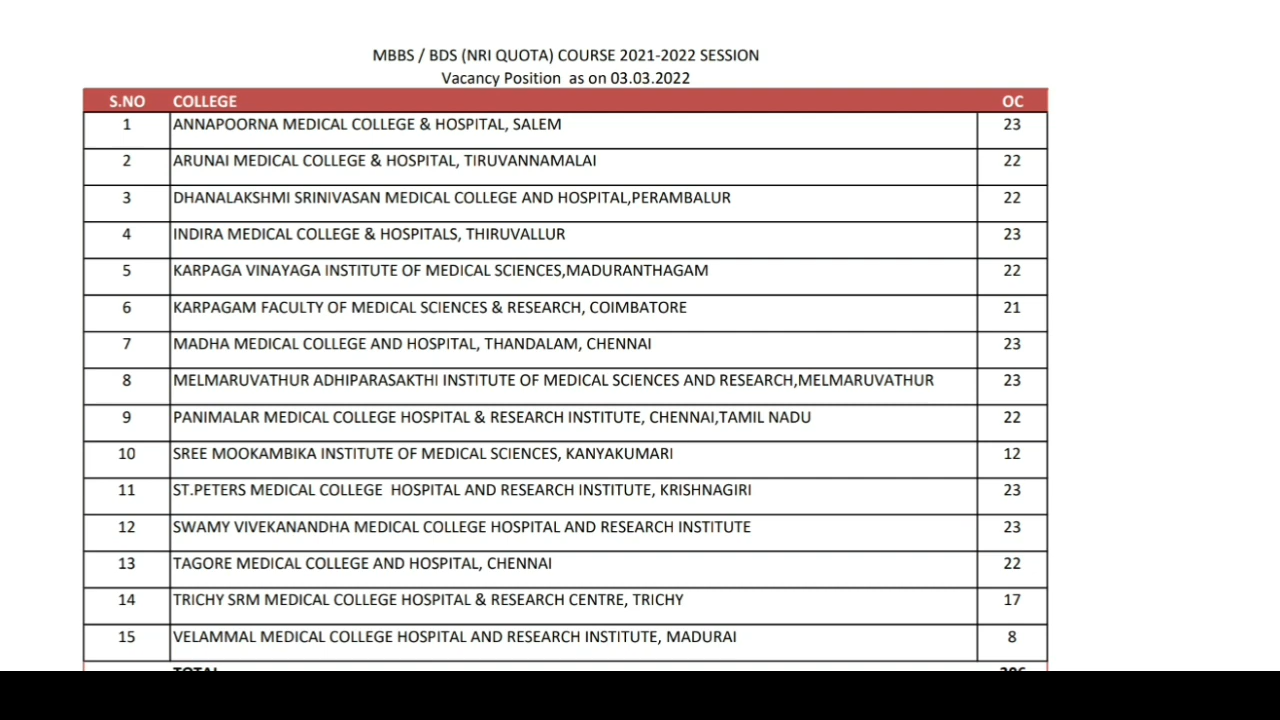 MBBS / BDS (NRI QUOTA) COURSE 2021-2022 SESSION
Vacancy Position as on 03.03.2022
S.NO COLLEGE OC
1 ANNAPOORNA MEDICAL COLLEGE & HOSPITAL, SALEM 23
2 ARUNAI MEDICAL COLLEGE & HOSPITAL, TIRUVANNAMALAI 22
3 DHANALAKSHMI SRINIVASAN MEDICAL COLLEGE AND HOSPITAL,PERAMBALUR 22
4 INDIRA MEDICAL COLLEGE & HOSPITALS, THIRUVALLUR 23
5 KARPAGA VINAYAGA INSTITUTE OF MEDICAL SCIENCES,MADURANTHAGAM 22
6 KARPAGAM FACULTY OF MEDICAL SCIENCES & RESEARCH, COIMBATORE 21
7 MADHA MEDICAL COLLEGE AND HOSPITAL, THANDALAM, CHENNAI 23
8 MELMARUVATHUR ADHIPARASAKTHI INSTITUTE OF MEDICAL SCIENCES AND RESEARCH,MELMARUVATHUR 23
9 PANIMALAR MEDICAL COLLEGE HOSPITAL & RESEARCH INSTITUTE, CHENNAI,TAMIL NADU 22
10 SREE MOOKAMBIKA INSTITUTE OF MEDICAL SCIENCES, KANYAKUMARI 12
11 ST.PETERS MEDICAL COLLEGE HOSPITAL AND RESEARCH INSTITUTE, KRISHNAGIRI 23
12 SWAMY VIVEKANANDHA MEDICAL COLLEGE HOSPITAL AND RESEARCH INSTITUTE 23
13 TAGORE MEDICAL COLLEGE AND HOSPITAL, CHENNAI 22
14 TRICHY SRM MEDICAL COLLEGE HOSPITAL & RESEARCH CENTRE, TRICHY 17
15 VELAMMAL MEDICAL COLLEGE HOSPITAL AND RESEARCH INSTITUTE, MADURAI 8
TOTAL